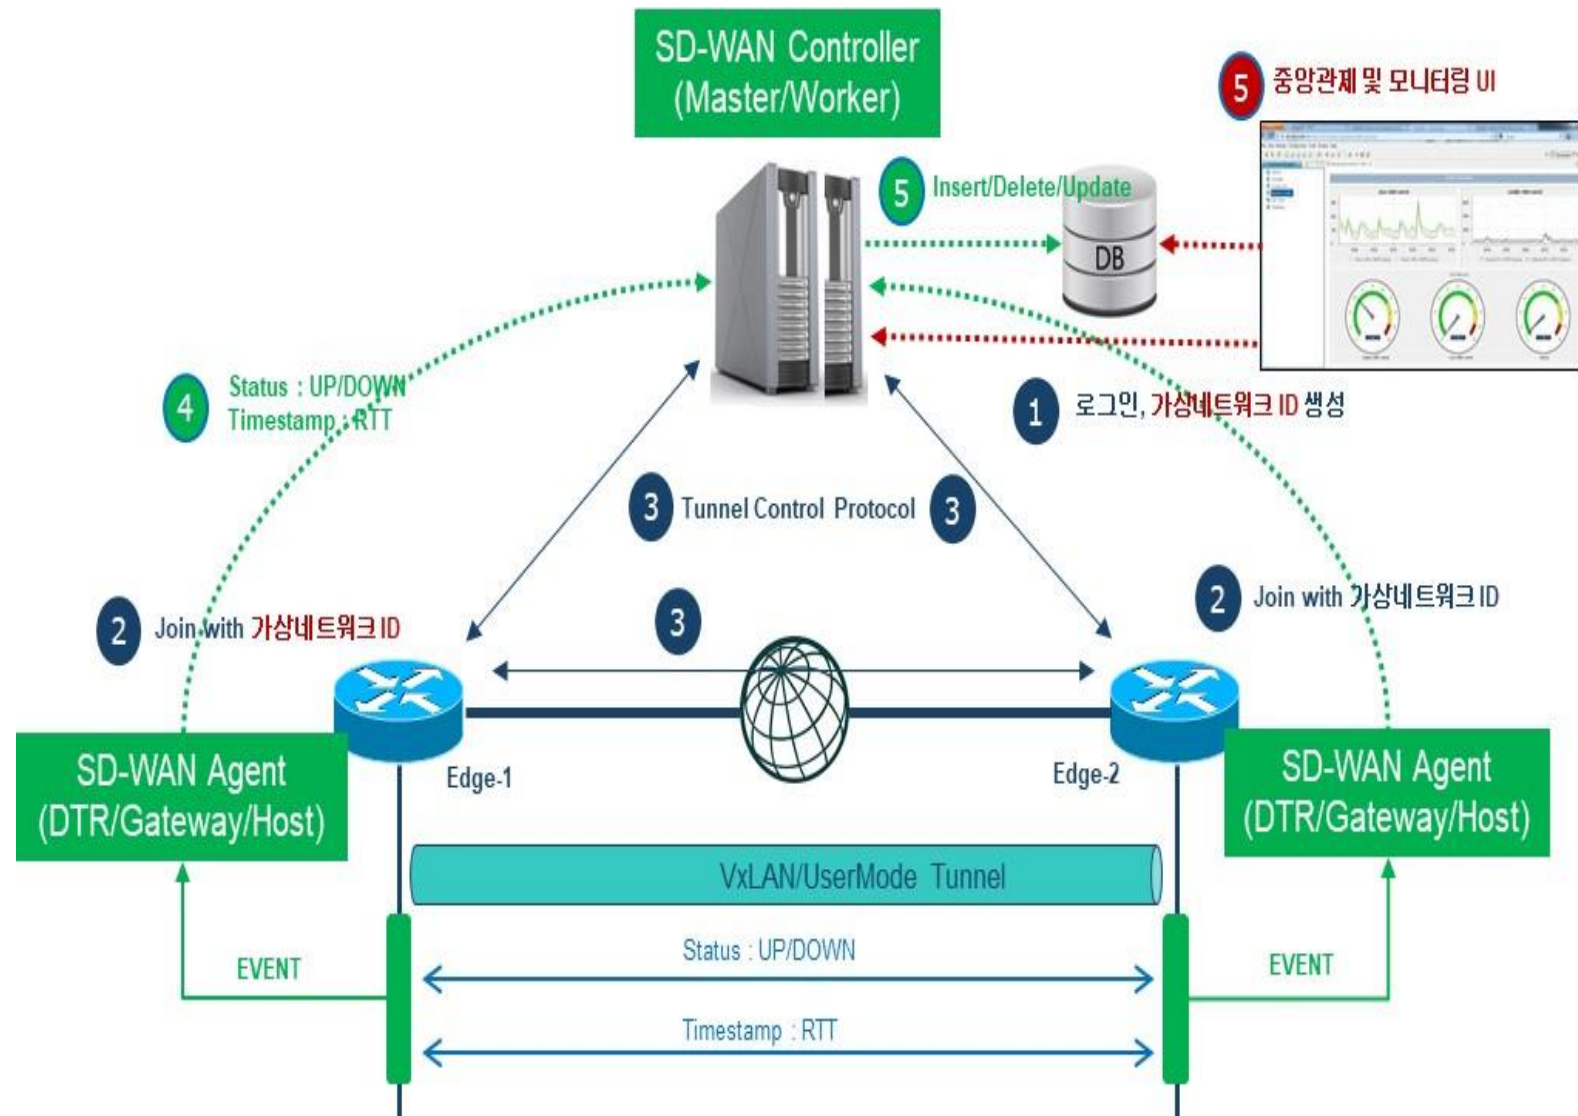 SD-WAN Controller
(Master/Worker)
5 중앙관제 및 모니터링 UI
5 Insert/Delete/Update
DB
4 Status : UP/DOWN
Timestamp : RTT
1 로그인, 가상네트워크 ID 생성
3 Tunnel Control Protocol 3
2 Join with 가상네트워크 ID
3
2 Join with 가상네트워크 ID
SD-WAN Agent
(DTR/Gateway/Host)
Edge-1
Edge-2
SD-WAN Agent
(DTR/Gateway/Host)
VxLAN/UserMode Tunnel
Status : UP/DOWN
EVENT
EVENT
Timestamp : RTT